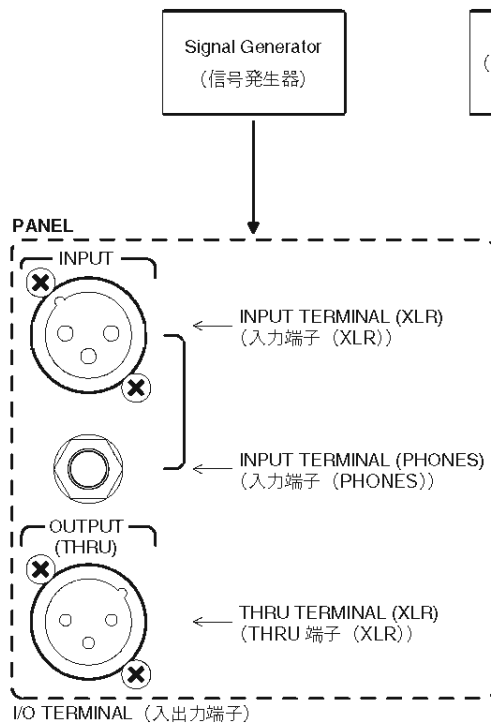 Signal Generator
（信号発生器）
（
PANEL
INPUT
INPUT TERMINAL (XLR)
（入力端子（XLR））
INPUT TERMINAL (PHONES)
（入力端子（PHONES））
OUTPUT
(THRU)
THRU TERMINAL (XLR)
（THRU 端子（XLR））
I/O TERMINAL（入出力端子）